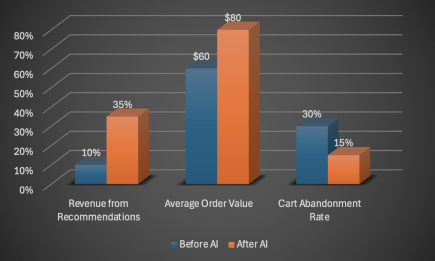 $80
80%
70%
$60
60%
50%
40%
35%
30%
30%
20%
15%
10%
10%
0%
Revenue from
Recommendations
Average Order Value
Cart Abandonment
Rate
Before AI
After AI